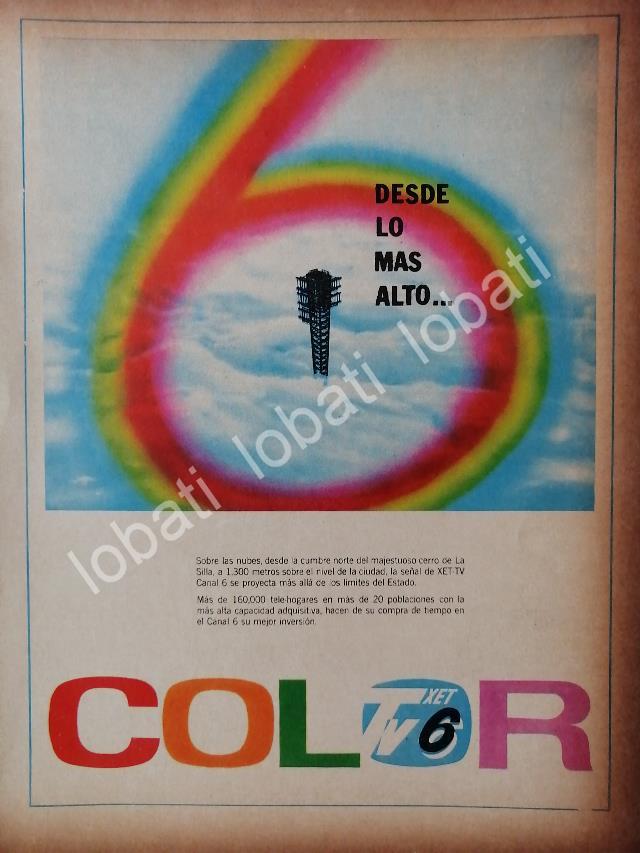 DESDE
LO
MAS
ALTO...
lobati lobati lobati
Sobre las nubes, desde la cumbre norte del majestuoso cerro de La
Silla, a 1,300 metros sobre el nivel de la ciudad, la señal de XET-TV
Canal 6 se proyecta más allá de los límites del Estado.
Más de 160,000 tele-hogares en más de 20 poblaciones con la
más alta capacidad adquisitiva, hacen de su compra de tiempo en
el Canal 6 su mejor inversión.
XET
COL TV 6 R